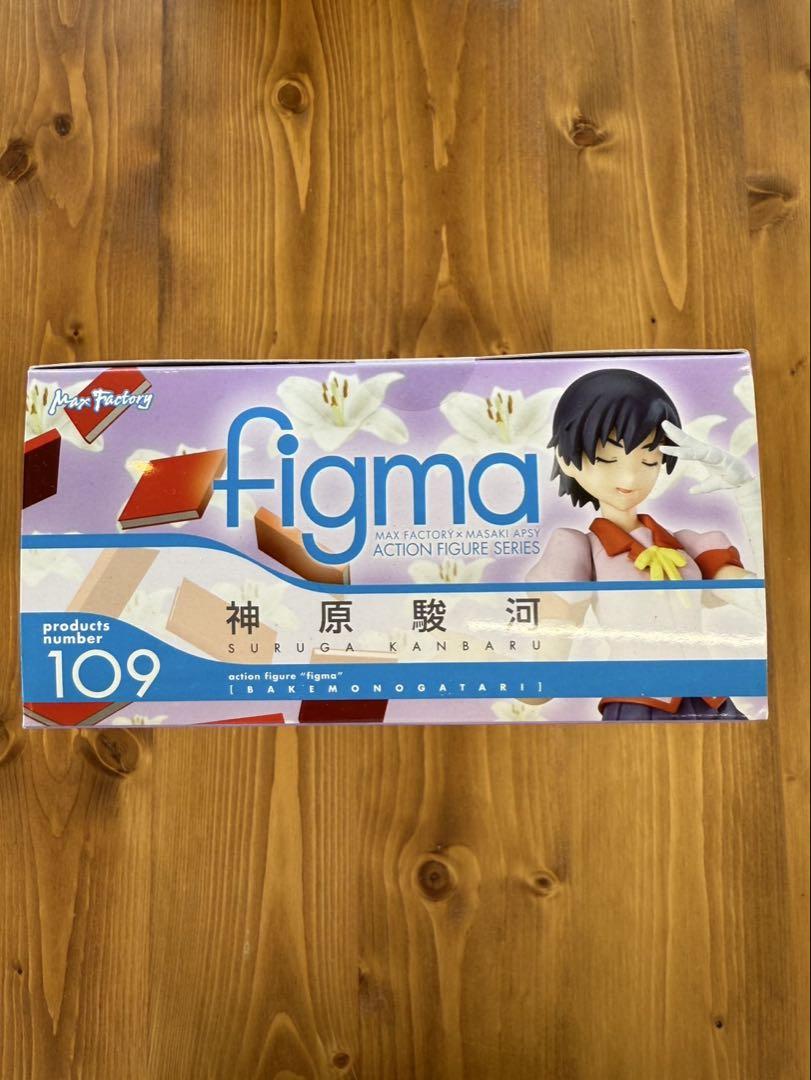 Max Factory
figma
MAX FACTORY × MASAKI APSY
ACTION FIGURE SERIES
神原駿河
SURUGA KANBARU
products
number
109
action figure "figma"
[BAKEMONOGATARI]